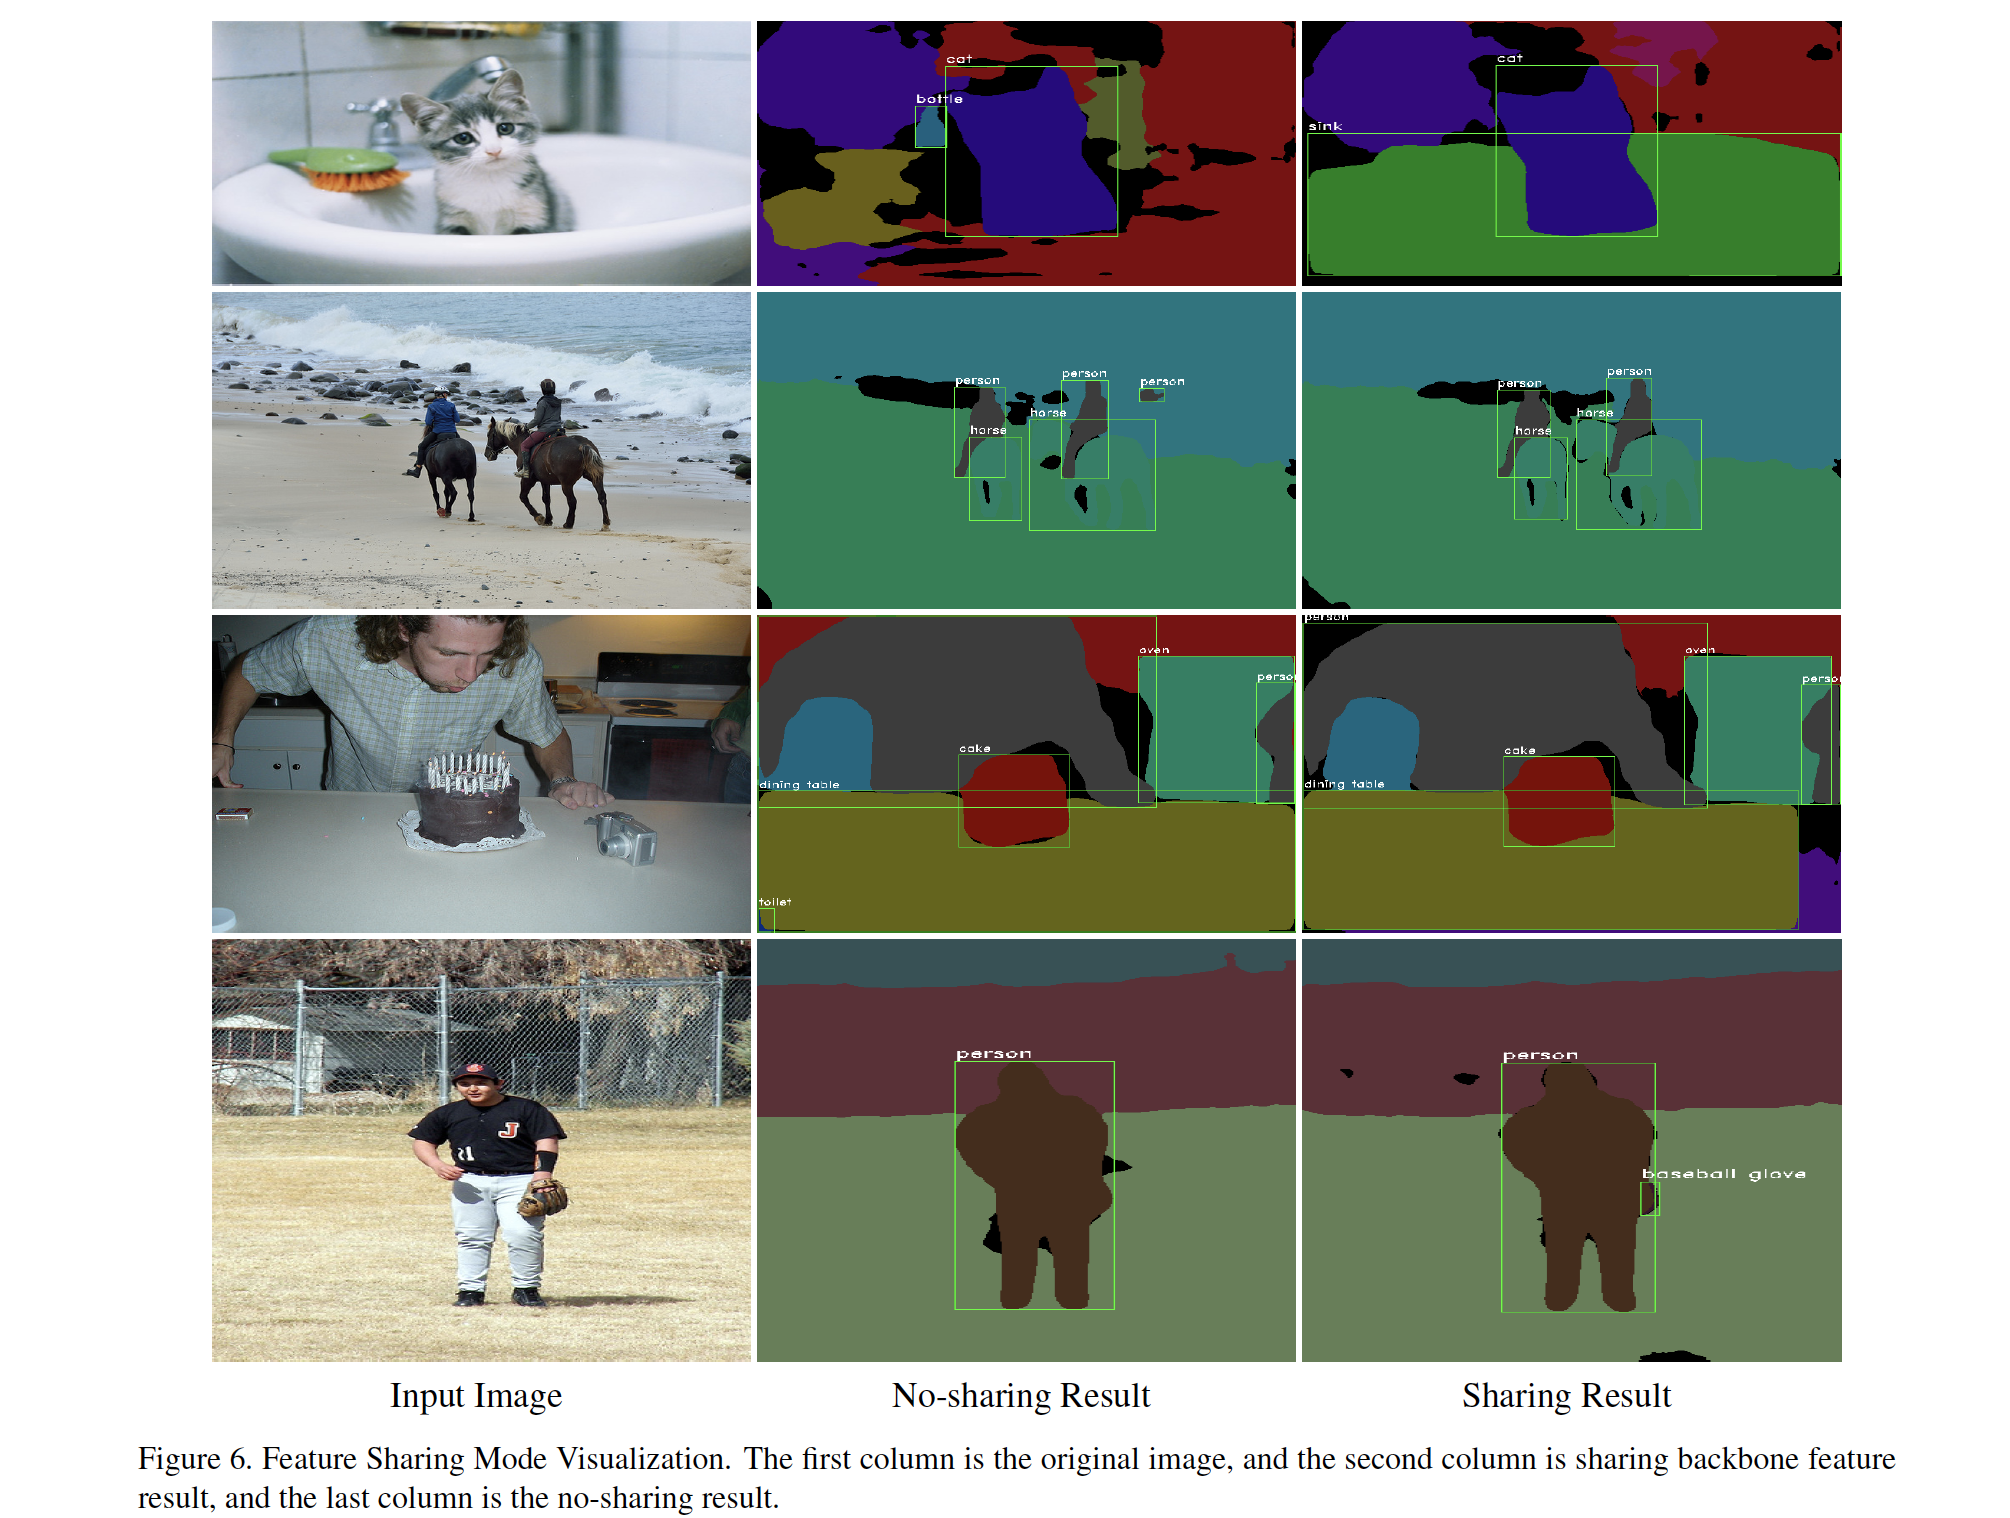 cat
bottle
cat
sink
person
person
person
horse
horse
person
person
horse
horse
oven
perso
cake
dining table
toilet
person
oven
perso
cake
dining table
J
person
person
baseball glove
Input Image
No-sharing Result
Sharing Result
Figure 6. Feature Sharing Mode Visualization. The first column is the original image, and the second column is sharing backbone feature
result, and the last column is the no-sharing result.